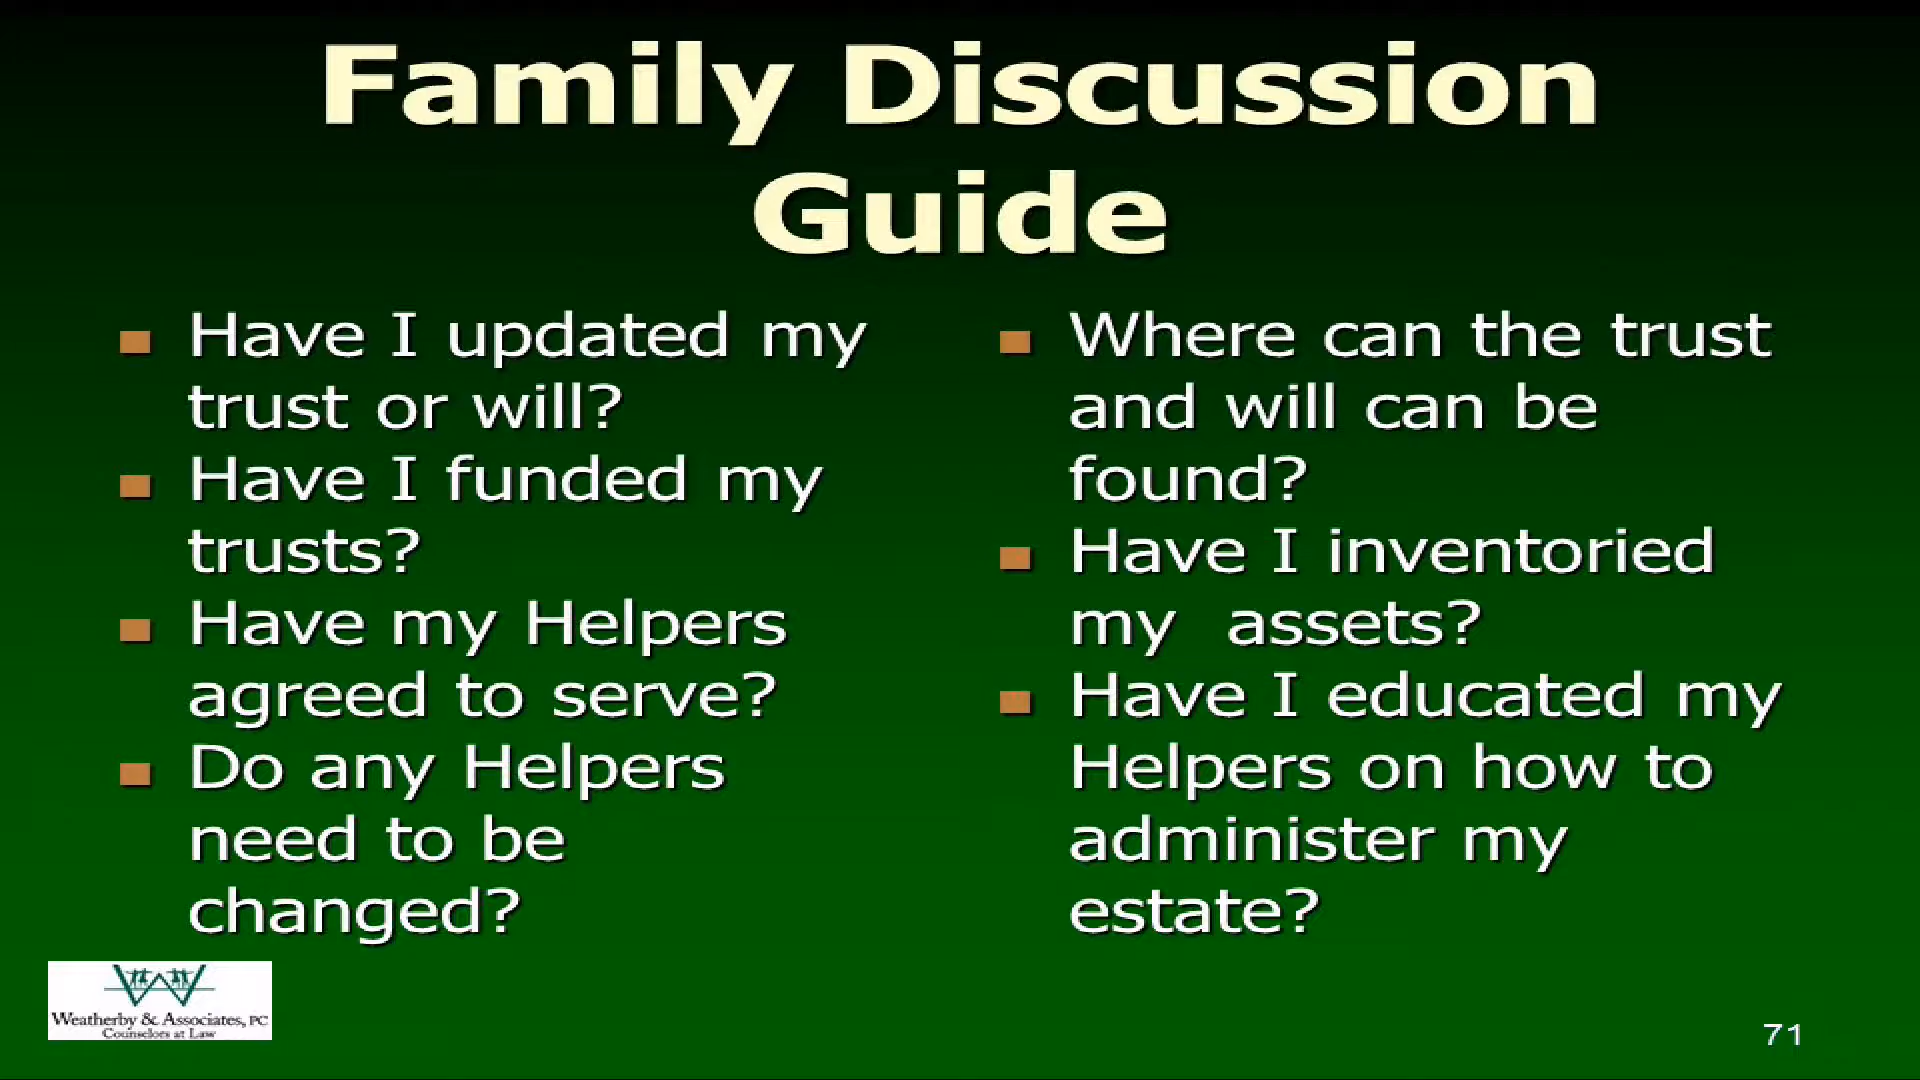 Family Discussion
Guide
Have I updated my
trust or will?
Have I funded my
trusts?
Have my Helpers
agreed to serve?
Do any Helpers
need to be
changed?
Where can the trust
and will can be
found?
Have I inventoried
my  assets?
Have I educated my
Helpers on how to
administer my
estate?
Weatherby & Associates, PC
Counselors at Law
71